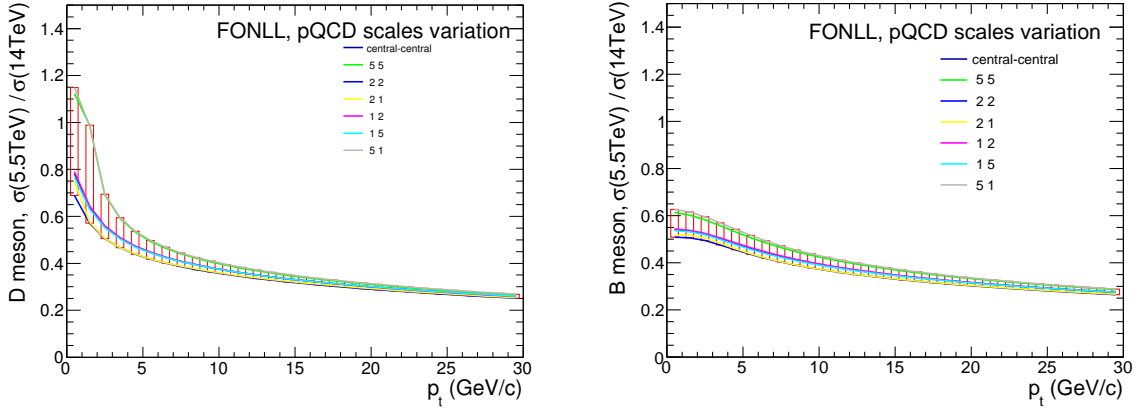 FONLL, pQCD scales variation
central-central
5 5
2 2
2 1
1 2
1 5
5 1
D meson, σ(5.5TeV) / σ(14TeV)
1.4
1.2
1
0.8
0.6
0.4
0.2
0
0 5 10 15 20 25 30
p_t (GeV/c)
FONLL, pQCD scales variation
central-central
5 5
2 2
2 1
1 2
1 5
5 1
B meson, σ(5.5TeV) / σ(14TeV)
1.4
1.2
1
0.8
0.6
0.4
0.2
0
0 5 10 15 20 25 30
p_t (GeV/c)